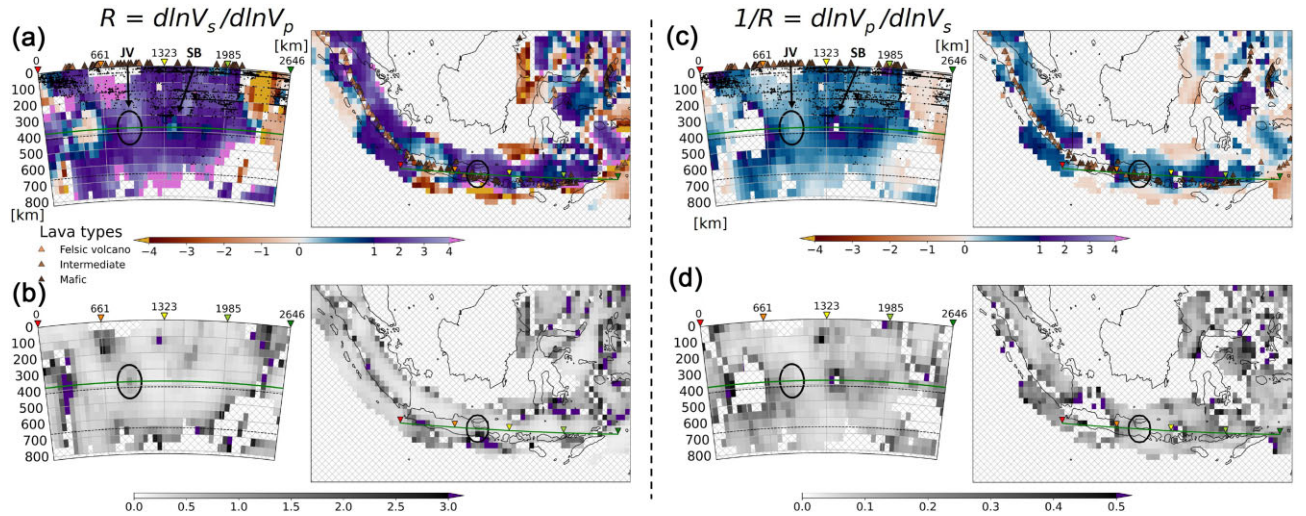 R = dlnVs/dlnVp
1/R = dlnVp/dlnVs
(a)
0 661 JV 1323 SB 1985 [km] 2646
0
100
200
300
400
500
600
700
800
[km]
Lava types
Felsic volcano
Intermediate
Mafic
-4 -3 -2 -1 0 1 2 3 4
(b)
0 661 1323 1985 2646
0
100
200
300
400
500
600
700
800
0.0 0.5 1.0 1.5 2.0 2.5 3.0
(c)
0 661 JV 1323 SB 1985 [km] 2646
0
100
200
300
400
500
600
700
800
[km]
-4 -3 -2 -1 0 1 2 3 4
(d)
0 661 1323 1985 2646
0
100
200
300
400
500
600
700
800
0.0 0.1 0.2 0.3 0.4 0.5